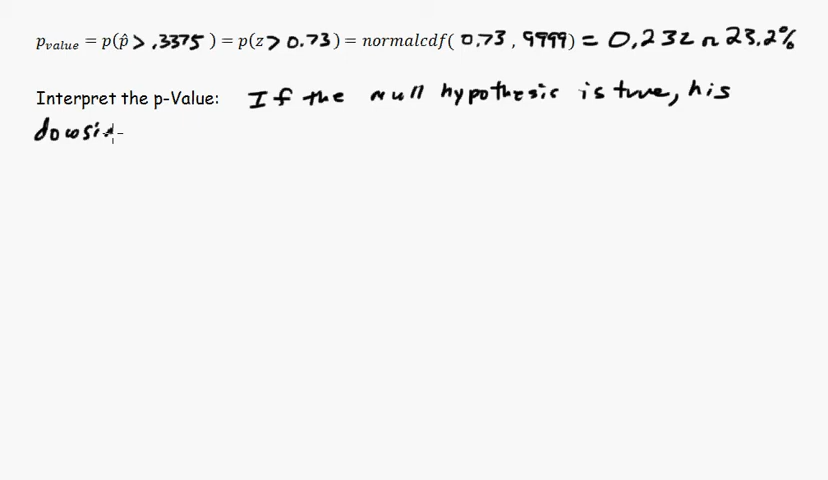 p_value = p(p̂ > .3375) = p(z > 0.73) = normalcdf(0.73, 9999) = 0.232 n 23.2%
Interpret the p-Value: If the null hypothesis is true, his